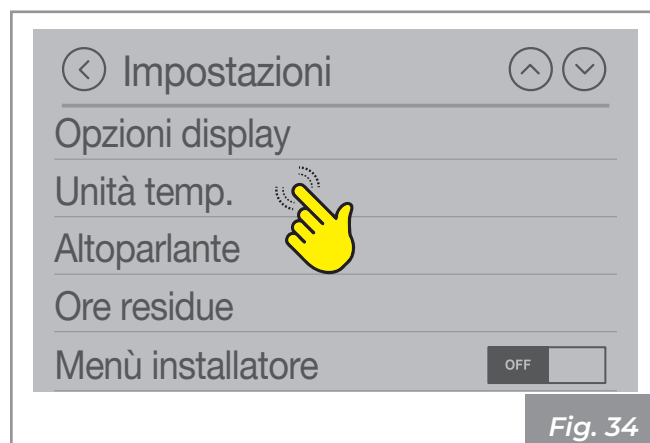 Impostazioni
Opzioni display
Unità temp.
Altoparlante
Ore residue
Menù installatore OFF
Fig. 34